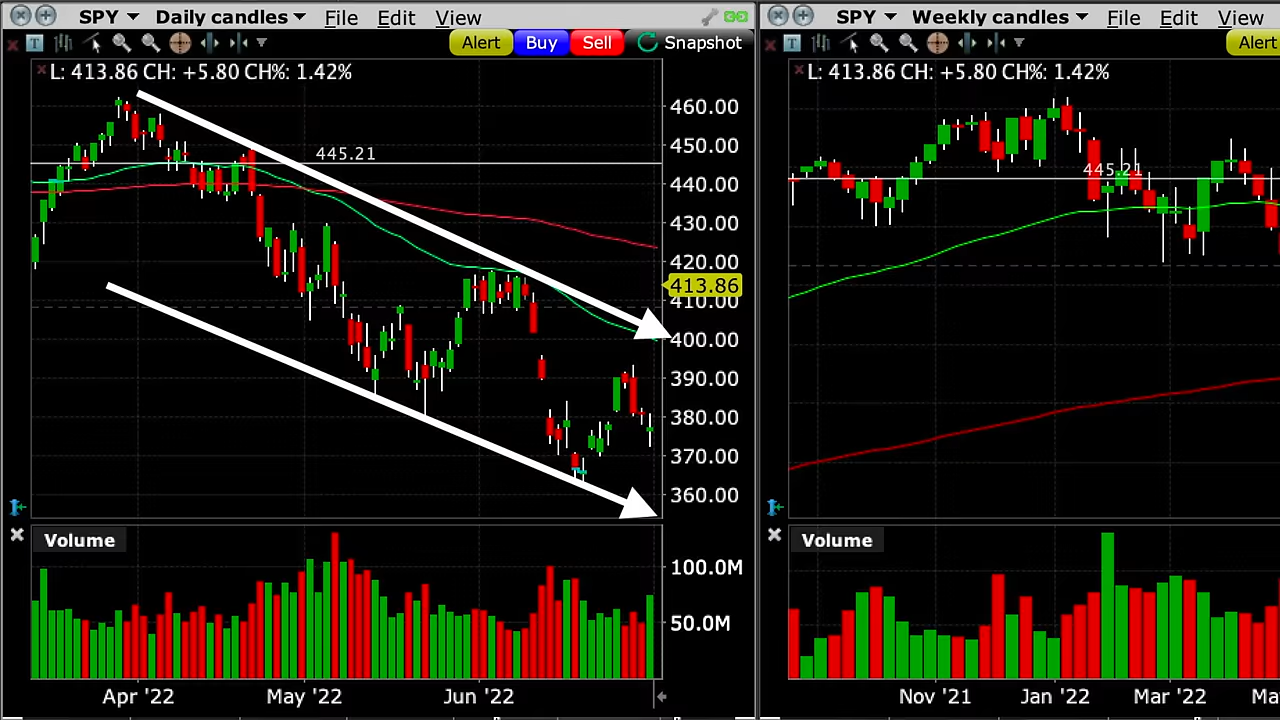 SPY Daily candles File Edit View
T Alert Buy Sell Snapshot
L: 413.86 CH: +5.80 CH%: 1.42%
460.00
450.00
445.21
440.00
430.00
420.00
413.86
410.00
400.00
390.00
380.00
370.00
360.00
Volume
100.0M
50.0M
Apr '22 May '22 Jun '22
SPY Weekly candles File Edit View
T Alert
L: 413.86 CH: +5.80 CH%: 1.42%
445.21
Volume
Nov '21 Jan '22 Mar '22 Ma